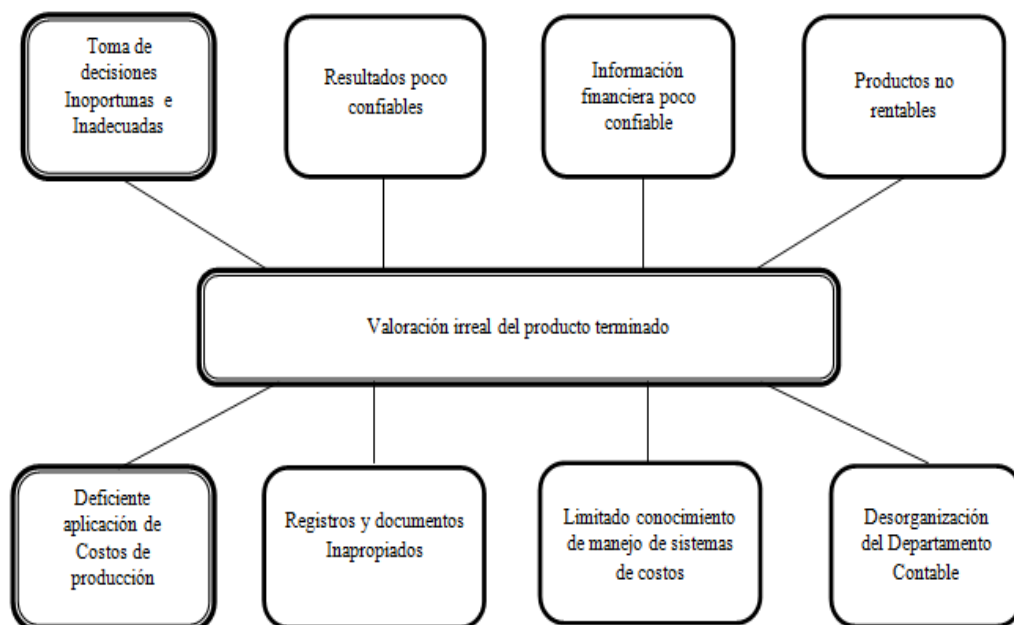 Toma de
decisiones
Inoportunas e
Inadecuadas
Resultados poco
confiables
Información
financiera poco
confiable
Productos no
rentables
Valoración irreal del producto terminado
Deficiente
aplicación de
Costos de
producción
Registros y documentos
Inapropiados
Limitado conocimiento
de manejo de sistemas
de costos
Desorganización
del Departamento
Contable